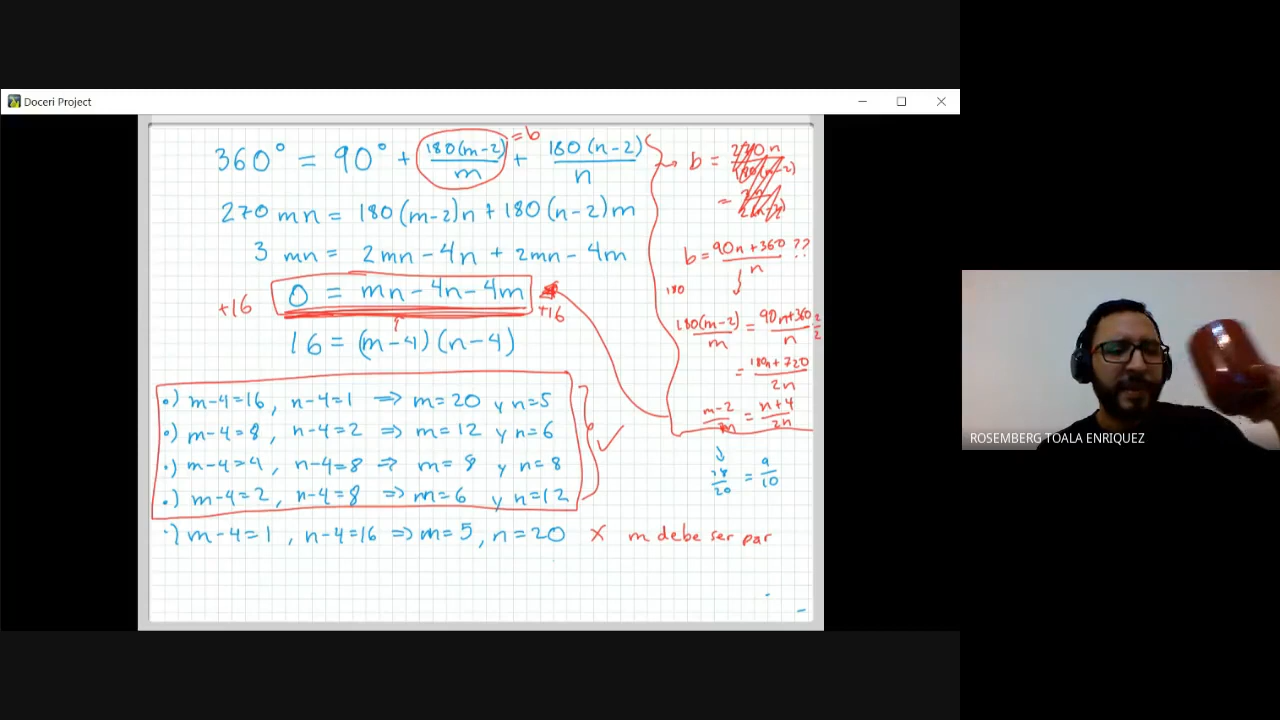 Doceri Project
360° = 90° + 180(m-2)/m + 180(n-2)/n
= b
270 mn = 180(m-2)n + 180(n-2)m
3 mn = 2mn - 4n + 2mn - 4m
+16 0 = mn - 4n - 4m +16
16 = (m-4)(n-4)
•) m-4=16, n-4=1 ⇒ m=20 y n=5
•) m-4=8, n-4=2 ⇒ m=12 y n=6
•) m-4=4, n-4=8 ⇒ m=8 y n=8
•) m-4=2, n-4=8 ⇒ m=6 y n=12
•) m-4=1, n-4=16 ⇒ m=5, n=20 × m debe ser par
b =
=
b = 90n+360/n ??
180
180(m-2)/m = 90n+360/n · 2/2
= 180n+720/2n
m-2/m = n+4/2n
18/20 = 9/10
ROSEMBERG TOALA ENRIQUEZ